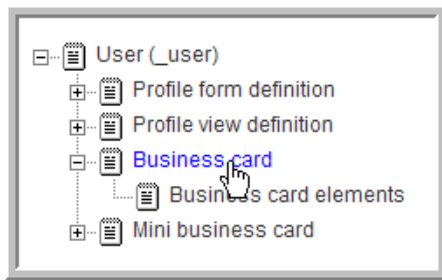 User (_user)
Profile form definition
Profile view definition
Business card
Business card elements
Mini business card